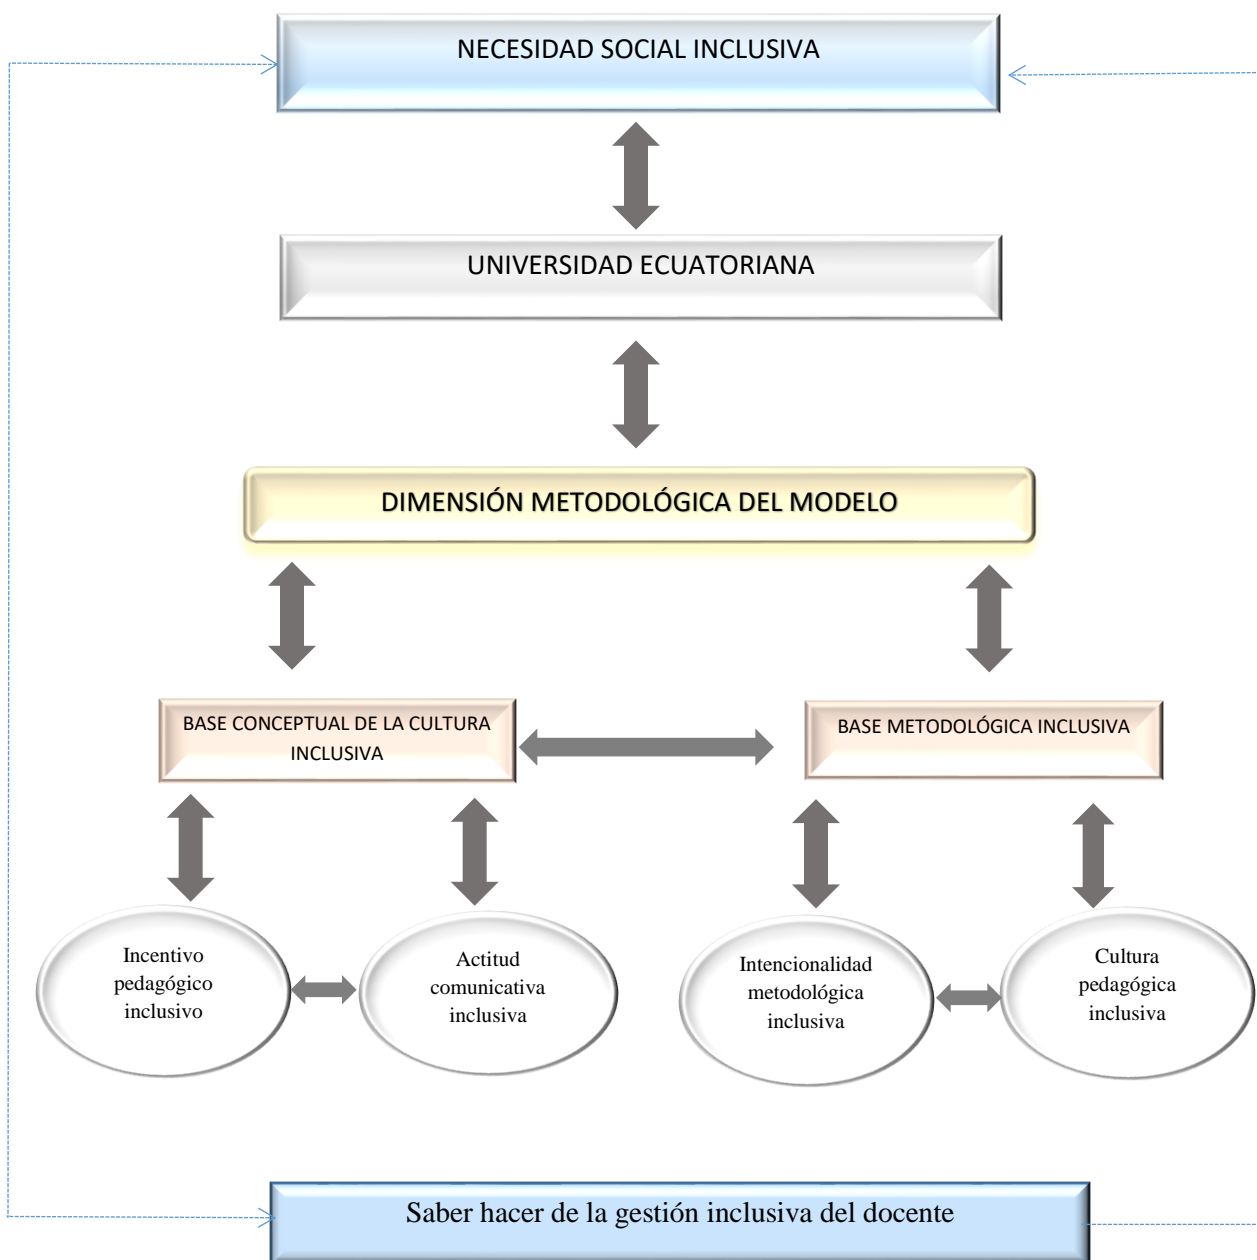 NECESIDAD SOCIAL INCLUSIVA
UNIVERSIDAD ECUATORIANA
DIMENSIÓN METODOLÓGICA DEL MODELO
BASE CONCEPTUAL DE LA CULTURA
INCLUSIVA
BASE METODOLÓGICA INCLUSIVA
Incentivo
pedagógico
inclusivo
Actitud
comunicativa
inclusiva
Intencionalidad
metodológica
inclusiva
Cultura
pedagógica
inclusiva
Saber hacer de la gestión inclusiva del docente